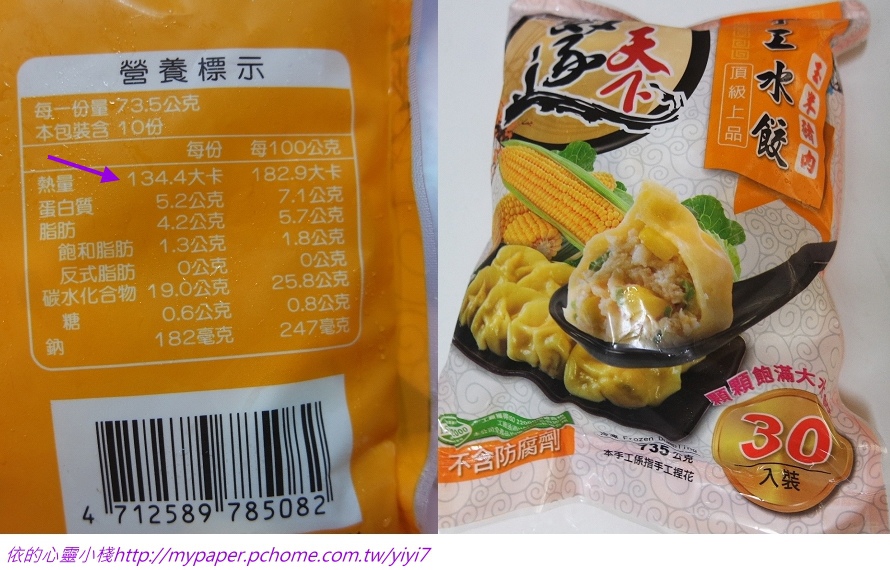 營養標示
每一份量 73.5公克
本包裝含 10份
每份 每100公克
熱量 134.4大卡 182.9大卡
蛋白質 5.2公克 7.1公克
脂肪 4.2公克 5.7公克
飽和脂肪 1.3公克 1.8公克
反式脂肪 0公克 0公克
碳水化合物 19.0公克 25.8公克
糖 0.6公克 0.8公克
鈉 182毫克 247毫克
4 712589 785082
天下
水餃
玉米豬肉
頂級上品
顆顆飽滿大水
30
入裝
不含防腐劑
冷凍 Frozen Dumpling
735公克
本手工係指手工捏花
依的心靈小棧http://mypaper.pchome.com.tw/yiyi7